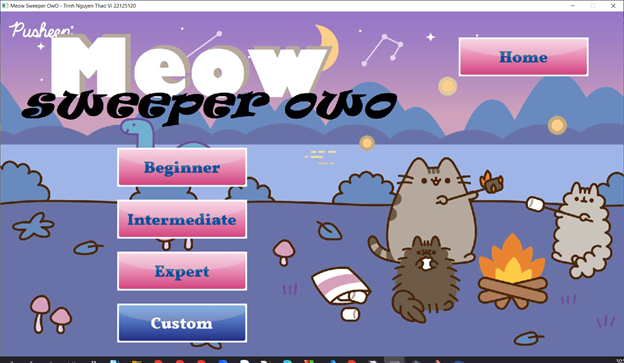 Meow Sweeper OwO - Trinh Nguyen Thao Vi 22125120
Pusheen
Meow
sweeper owo
Home
Beginner
Intermediate
Expert
Custom